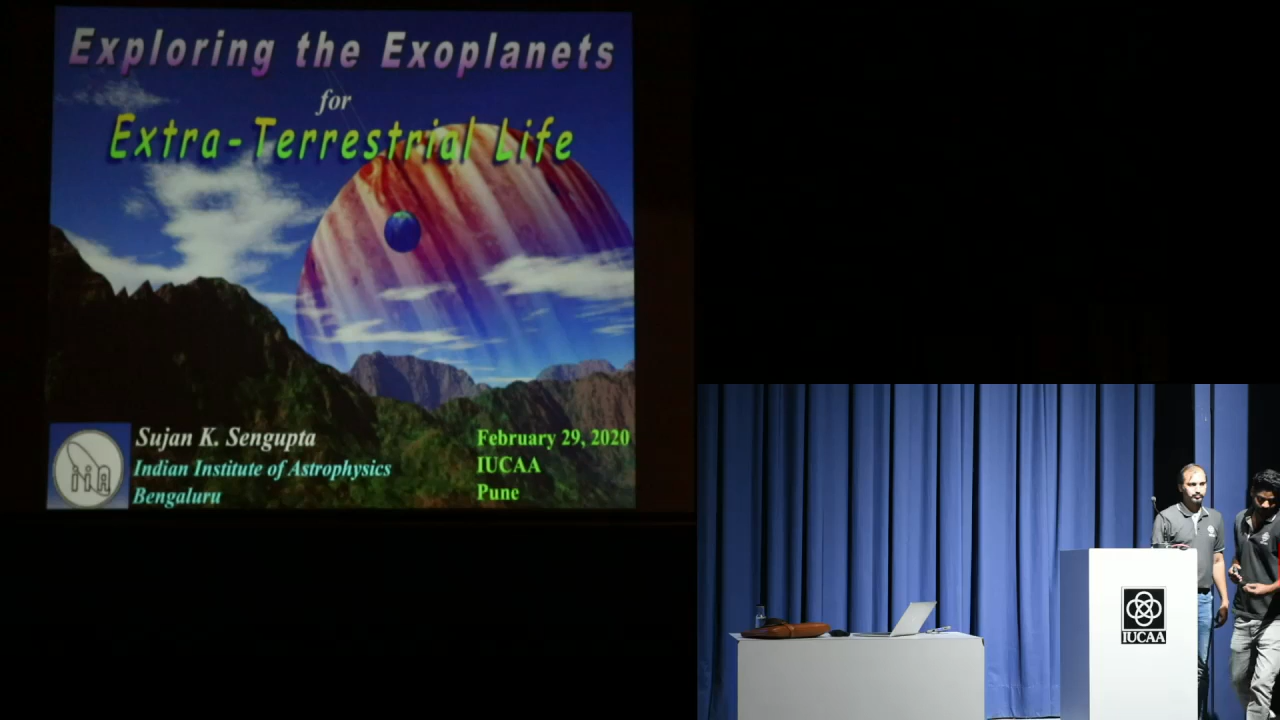 Exploring the Exoplanets
for
Extra-Terrestrial Life
Sujan K. Sengupta
Indian Institute of Astrophysics
Bengaluru
February 29, 2020
IUCAA
Pune
IUCAA